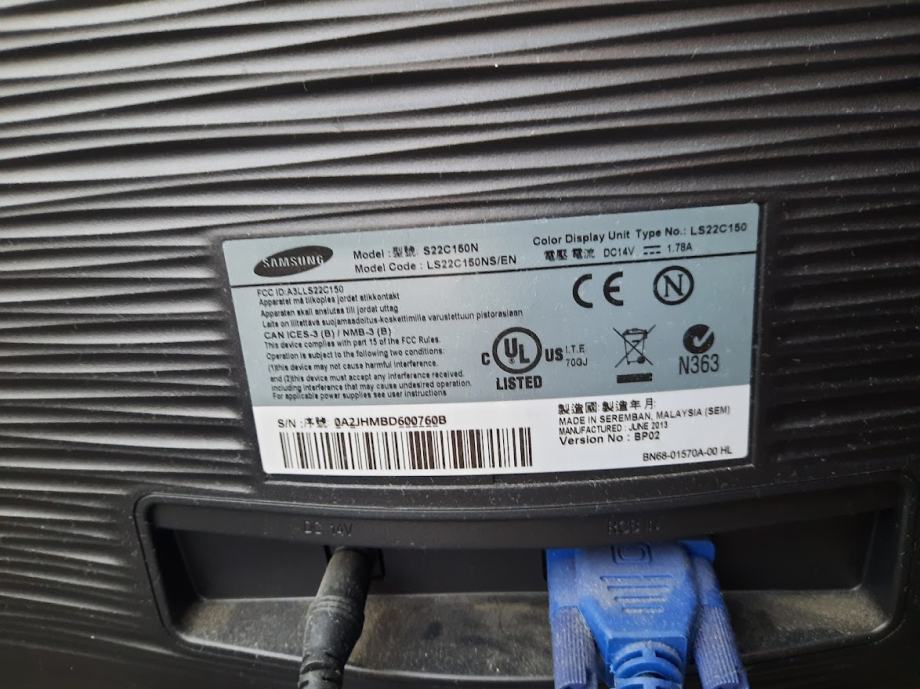 SAMSUNG
Model : 型號 : S22C150N
Model Code : LS22C150NS/EN
Color Display Unit Type No.: LS22C150
電壓 電流 DC14V ⎓ 1.78A
FCC ID:A3LLS22C150
Apparatet må tilkoples jordet stikkontakt
Apparaten skall anslutas till jordat uttag
Laite on liitettävä suojamaadoitus-koskettimilla varustettuun pistorasiaan
CAN ICES-3 (B) / NMB-3 (B)
This device complies with part 15 of the FCC Rules.
Operation is subject to the following two conditions:
(1)this device may not cause harmful interference.
and (2)this device must accept any interference received.
including interference that may cause undesired operation.
For applicable power supplies see user instructions
CE N
C UL US I.T.E.
70GJ
LISTED
N363
S/N : 序號 : 0A2JHMBD600760B
製造國 : 製造年月 :
MADE IN SEREMBAN, MALAYSIA (SEM)
MANUFACTURED : JUNE 2013
Version No : BP02
BN68-01570A-00 HL
DC 14V
RGB IN